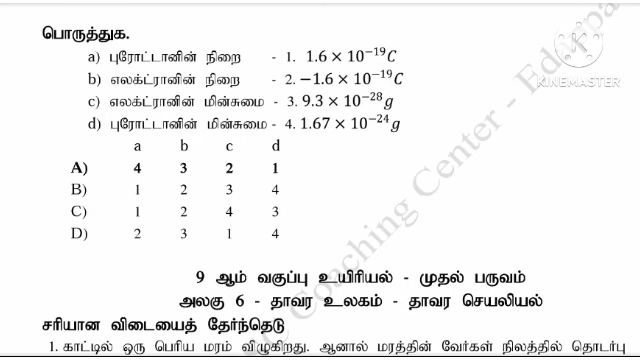 பொருத்துக.
a) புரோட்டானின் நிறை - 1. 1.6 × 10⁻¹⁹C
b) எலக்ட்ரானின் நிறை - 2. −1.6 × 10⁻¹⁹C
c) எலக்ட்ரானின் மின்சுமை - 3. 9.3 × 10⁻²⁸g
d) புரோட்டானின் மின்சுமை - 4. 1.67 × 10⁻²⁴g
a b c d
A) 4 3 2 1
B) 1 2 3 4
C) 1 2 4 3
D) 2 3 1 4
9 ஆம் வகுப்பு உயிரியல் - முதல் பருவம்
அலகு 6 - தாவர உலகம் - தாவர செயலியல்
சரியான விடையைத் தேர்ந்தெடு
1. காட்டில் ஒரு பெரிய மரம் விழுகிறது. ஆனால் மரத்தின் வேர்கள் நிலத்தில் தொடர்பு
KINEMASTER
Coaching Center -